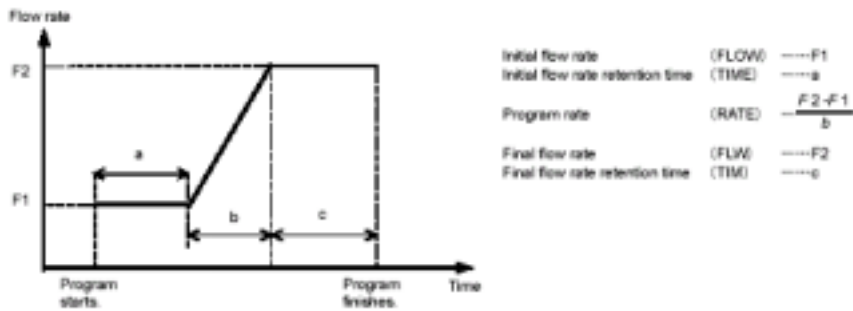 Flow rate
F2
a
F1
b
c
Program starts.
Program finishes.
Time
Initial flow rate (FLOW) -----F1
Initial flow rate retention time (TIME) -----a
Program rate (RATE) -- F2-F1
b
Final flow rate (FLW) -----F2
Final flow rate retention time (TIM) -----c